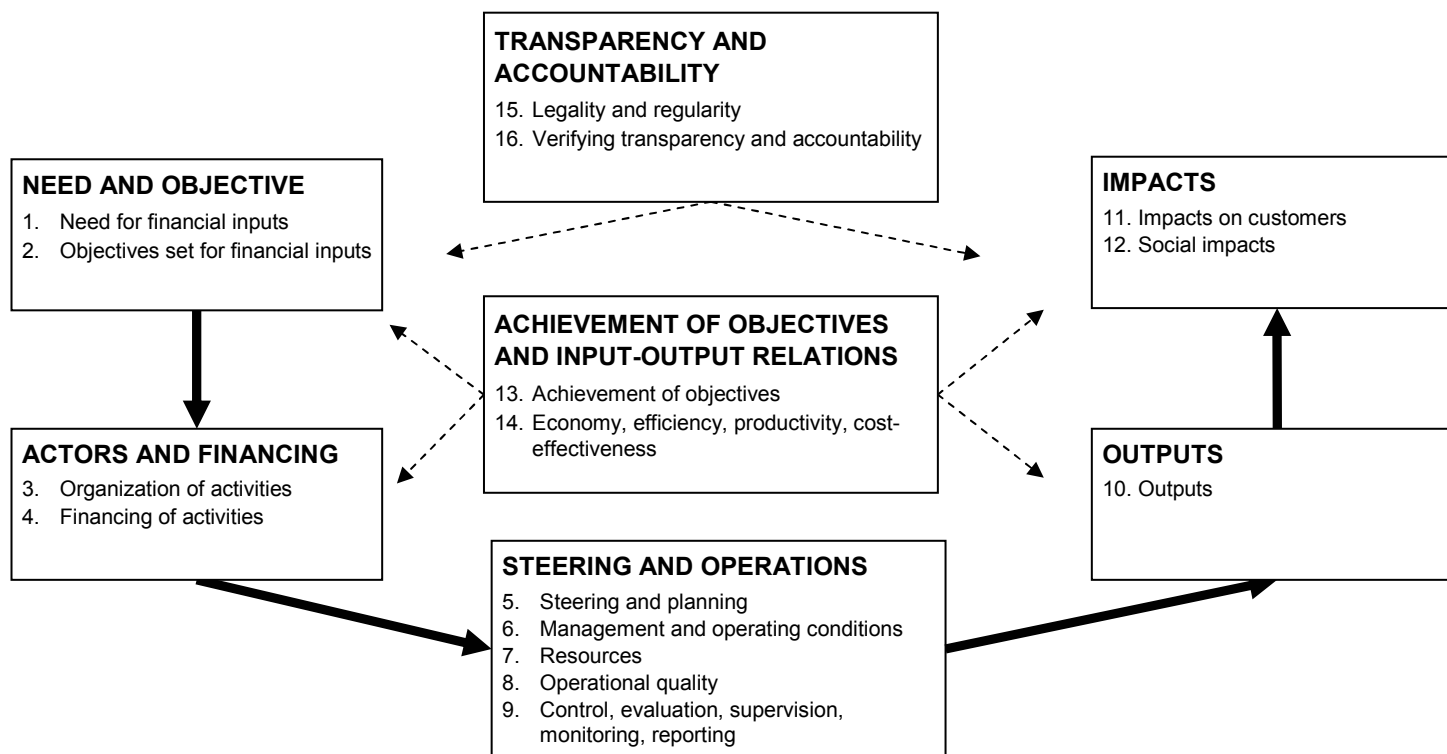 TRANSPARENCY AND
ACCOUNTABILITY
15. Legality and regularity
16. Verifying transparency and accountability
NEED AND OBJECTIVE
1. Need for financial inputs
2. Objectives set for financial inputs
IMPACTS
11. Impacts on customers
12. Social impacts
ACHIEVEMENT OF OBJECTIVES
AND INPUT-OUTPUT RELATIONS
13. Achievement of objectives
14. Economy, efficiency, productivity, cost-
effectiveness
ACTORS AND FINANCING
3. Organization of activities
4. Financing of activities
OUTPUTS
10. Outputs
STEERING AND OPERATIONS
5. Steering and planning
6. Management and operating conditions
7. Resources
8. Operational quality
9. Control, evaluation, supervision,
monitoring, reporting